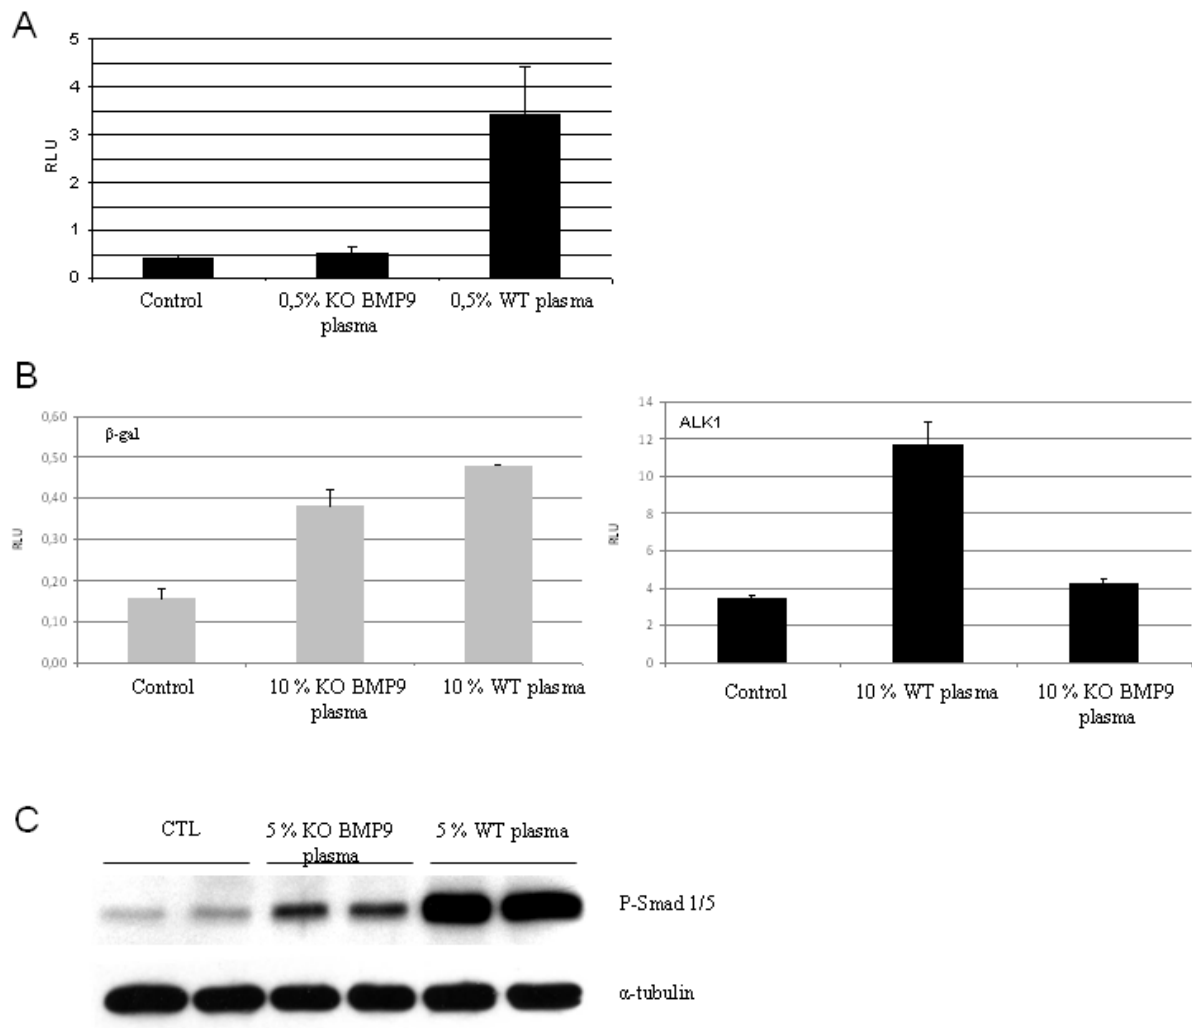 A
5
4
3
2
1
0
RLU
Control
0,5% KO BMP9
plasma
0,5% WT plasma
B
0,60
0,50
0,40
0,30
0,20
0,10
0,00
RLU
β-gal
Control
10 % KO BMP9
plasma
10 % WT plasma
14
12
10
8
6
4
2
0
RLU
ALK1
Control
10 % WT plasma
10 % KO BMP9
plasma
C
CTL
5 % KO BMP9
plasma
5 % WT plasma
P-Smad 1/5
α-tubulin